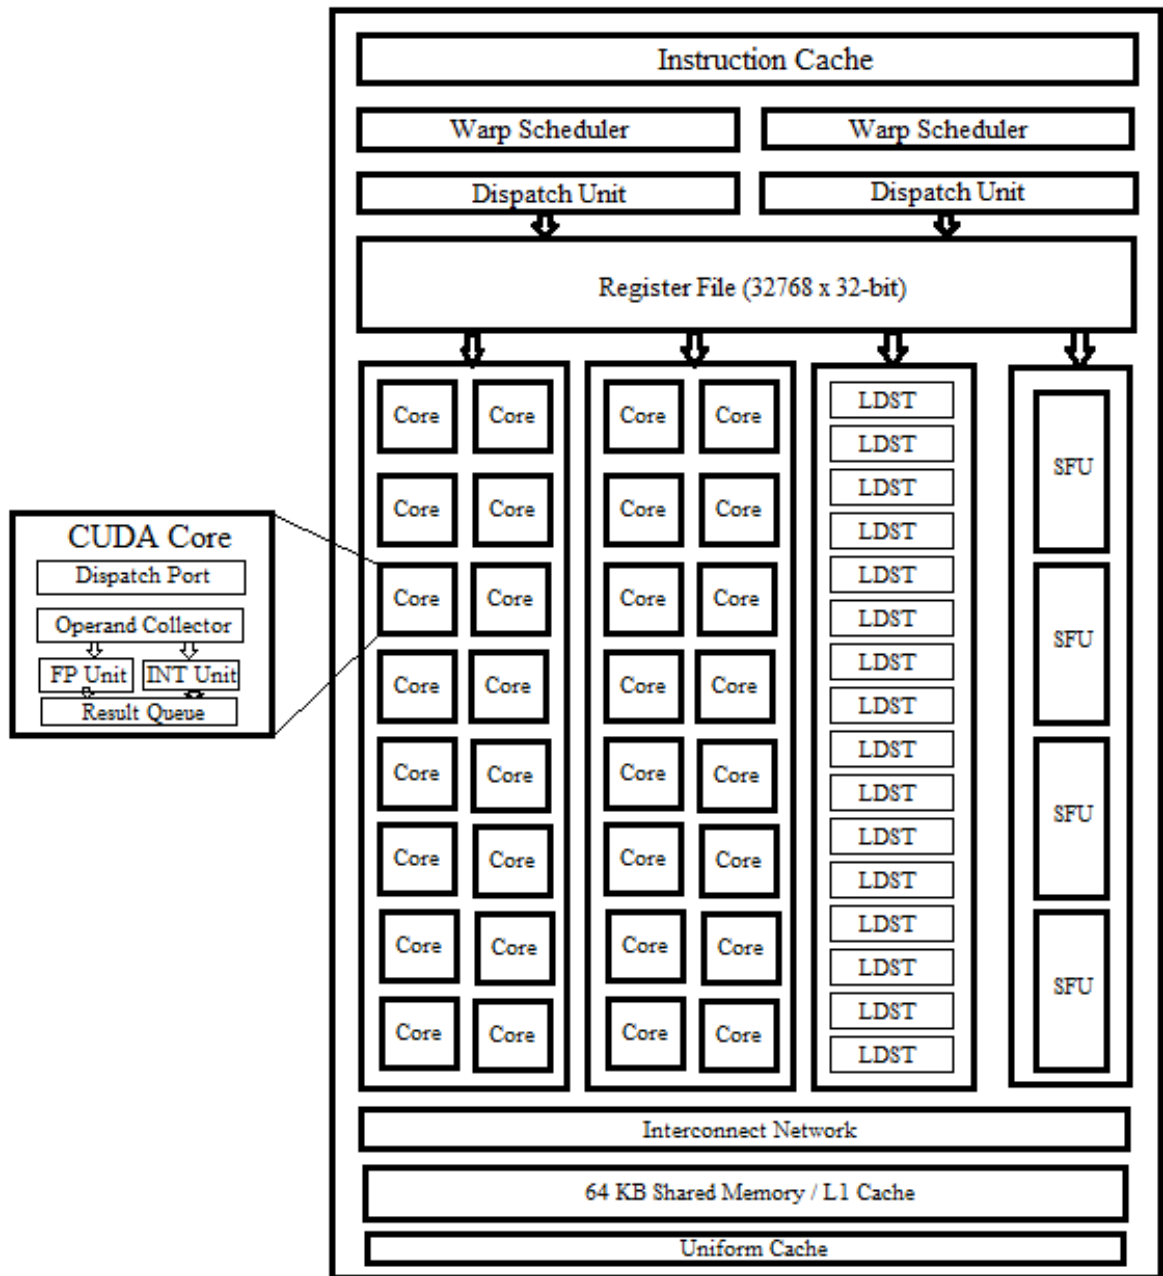 Instruction Cache
Warp Scheduler Warp Scheduler
Dispatch Unit Dispatch Unit
Register File (32768 x 32-bit)
Core Core Core Core LDST SFU
LDST
Core Core Core Core LDST
LDST
CUDA Core
Dispatch Port
Operand Collector
FP Unit INT Unit
Result Queue
Core Core Core Core LDST SFU
LDST
Core Core Core Core LDST
LDST
Core Core Core Core LDST SFU
LDST
Core Core Core Core LDST
LDST
Core Core Core Core LDST SFU
LDST
Core Core Core Core LDST
LDST
Interconnect Network
64 KB Shared Memory / L1 Cache
Uniform Cache